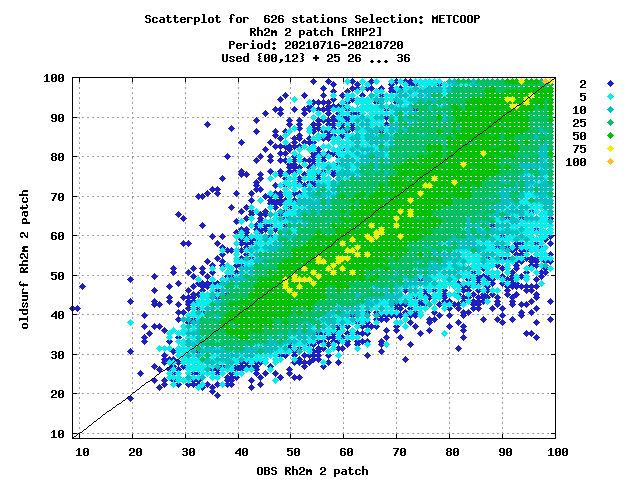 Scatterplot for 626 stations Selection: METCOOP
Rh2m 2 patch [RHP2]
Period: 20210716-20210720
Used {00,12} + 25 26 ... 36
100
90
80
70
60
50
40
30
20
10
oldsurf Rh2m 2 patch
10 20 30 40 50 60 70 80 90 100
OBS Rh2m 2 patch
2
5
10
25
50
75
100